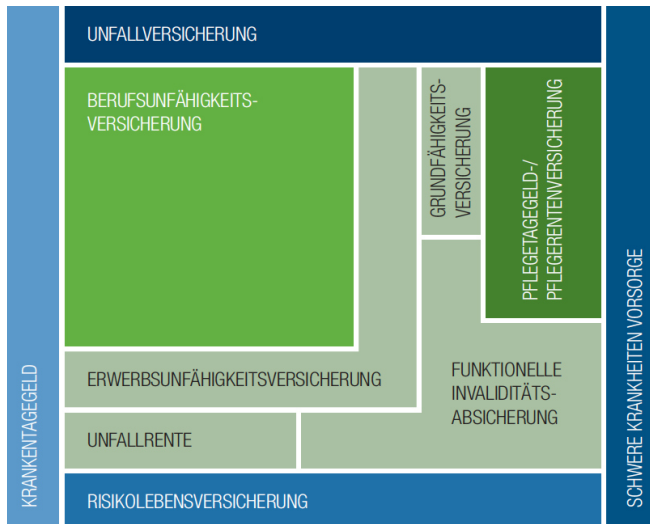 UNFALLVERSICHERUNG
BERUFSUNFÄHIGKEITS-
VERSICHERUNG
GRUNDFÄHIGKEITS-
VERSICHERUNG
PFLEGETAGEGELD-/
PFLEGERENTENVERSICHERUNG
KRANKENTAGEGELD
ERWERBSUNFÄHIGKEITSVERSICHERUNG
FUNKTIONELLE
INVALIDITÄTS-
ABSICHERUNG
UNFALLRENTE
SCHWERE KRANKHEITEN VORSORGE
RISIKOLEBENSVERSICHERUNG